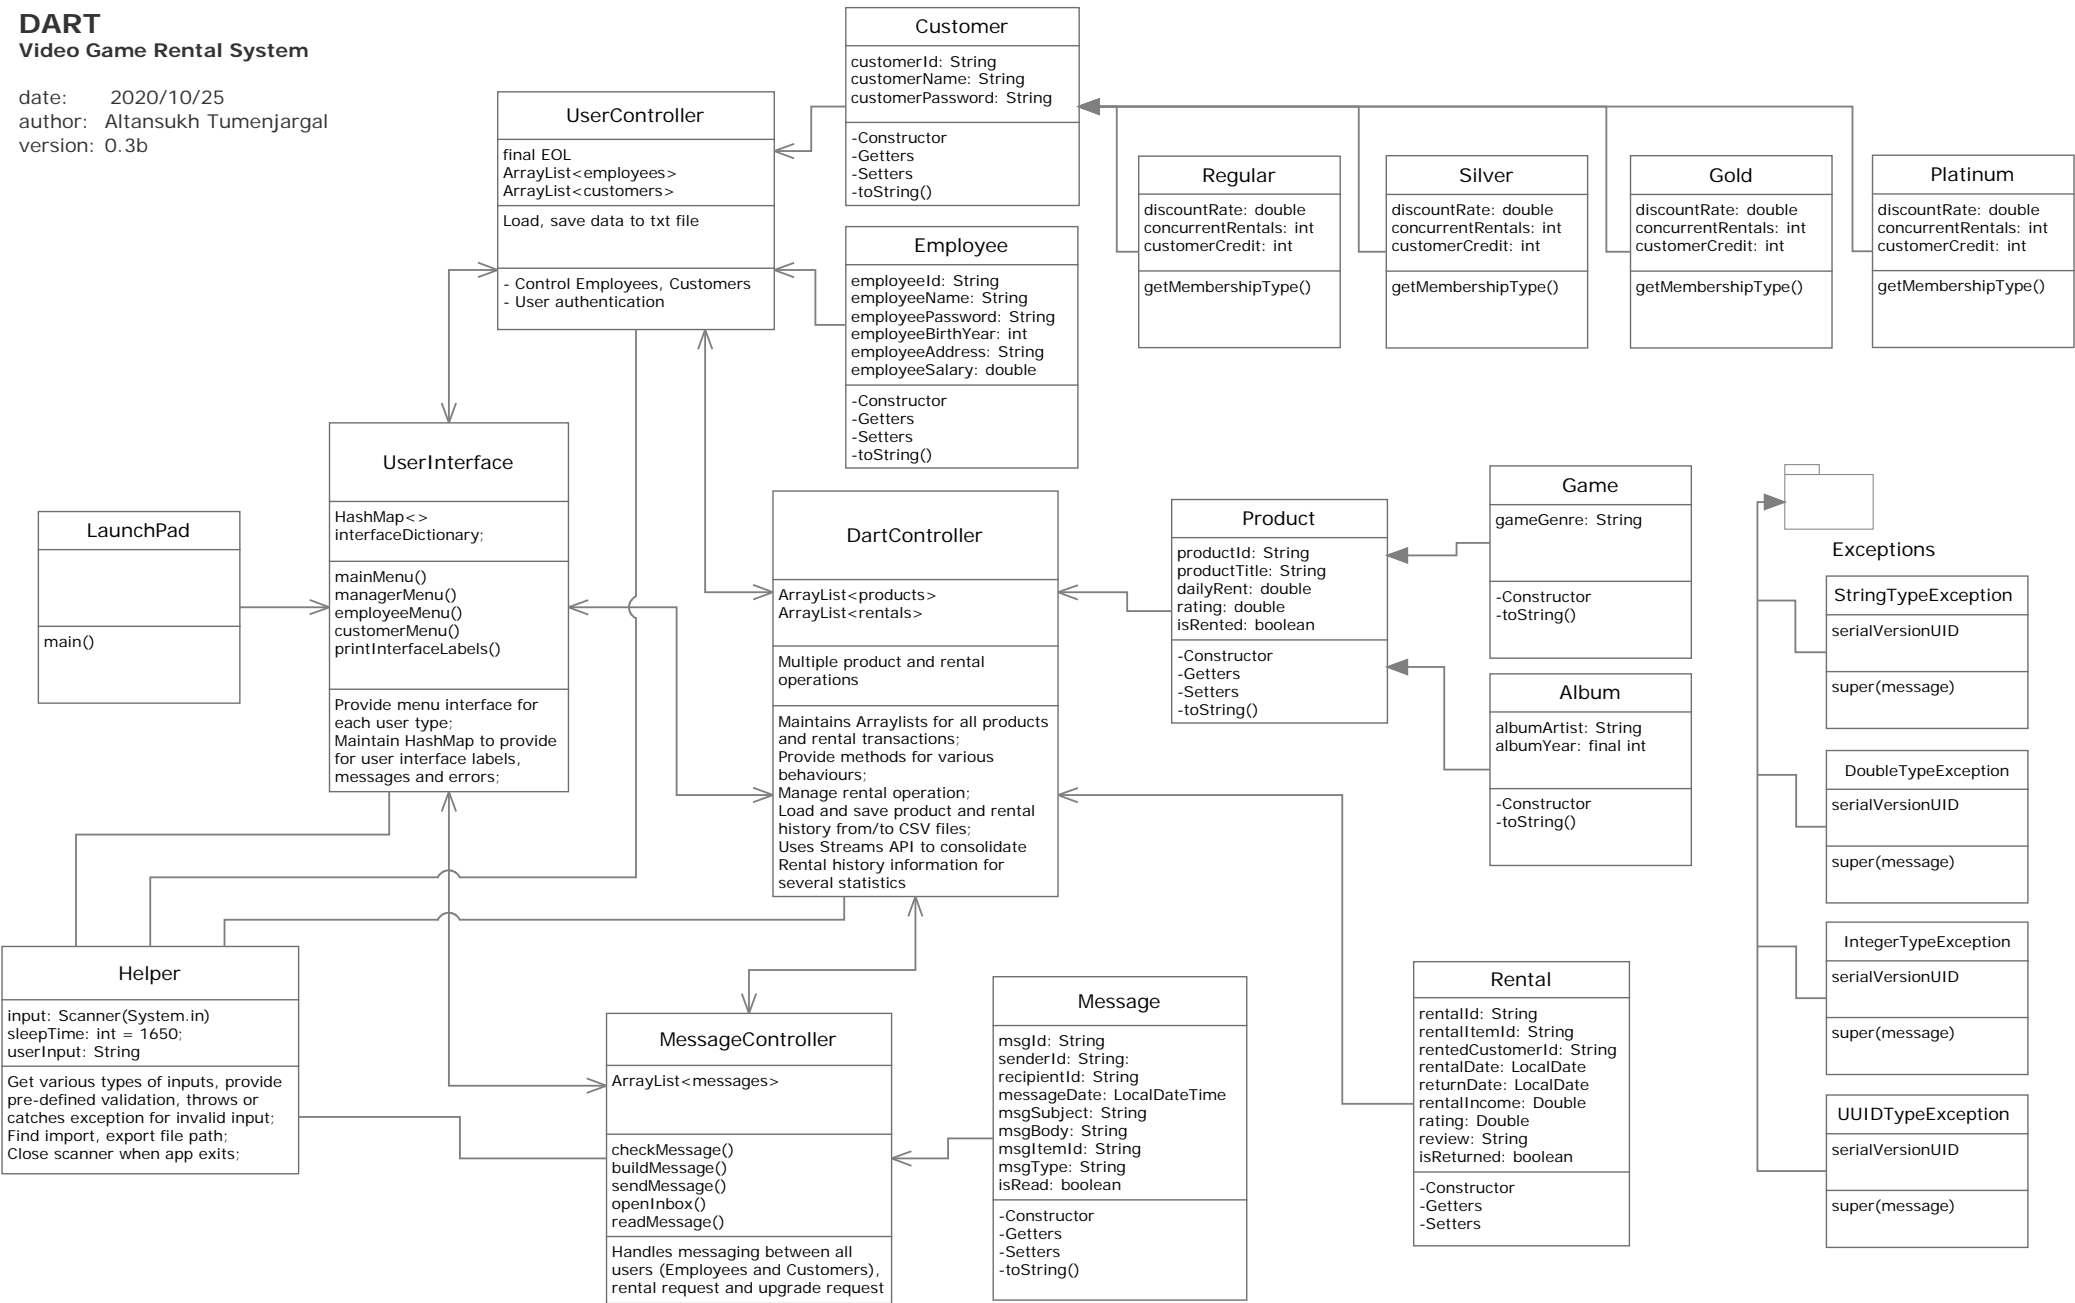 DART
Video Game Rental System
date: 2020/10/25
author: Altansukh Tumenjargal
version: 0.3b
Customer
customerId: String
customerName: String
customerPassword: String
-Constructor
-Getters
-Setters
-toString()
UserController
final EOL
ArrayList<employees>
ArrayList<customers>
Load, save data to txt file
- Control Employees, Customers
- User authentication
Regular
discountRate: double
concurrentRentals: int
customerCredit: int
getMembershipType()
Silver
discountRate: double
concurrentRentals: int
customerCredit: int
getMembershipType()
Gold
discountRate: double
concurrentRentals: int
customerCredit: int
getMembershipType()
Platinum
discountRate: double
concurrentRentals: int
customerCredit: int
getMembershipType()
Employee
employeeId: String
employeeName: String
employeePassword: String
employeeBirthYear: int
employeeAddress: String
employeeSalary: double
-Constructor
-Getters
-Setters
-toString()
UserInterface
HashMap<>
interfaceDictionary;
mainMenu()
managerMenu()
employeeMenu()
customerMenu()
printInterfaceLabels()
Provide menu interface for
each user type;
Maintain HashMap to provide
for user interface labels,
messages and errors;
LaunchPad
main()
DartController
ArrayList<products>
ArrayList<rentals>
Multiple product and rental
operations
Maintains Arraylists for all products
and rental transactions;
Provide methods for various
behaviours;
Manage rental operation;
Load and save product and rental
history from/to CSV files;
Uses Streams API to consolidate
Rental history information for
several statistics
Product
productId: String
productTitle: String
dailyRent: double
rating: double
isRented: boolean
-Constructor
-Getters
-Setters
-toString()
Game
gameGenre: String
-Constructor
-toString()
Album
albumArtist: String
albumYear: final int
-Constructor
-toString()
Exceptions
StringTypeException
serialVersionUID
super(message)
DoubleTypeException
serialVersionUID
super(message)
IntegerTypeException
serialVersionUID
super(message)
UUIDTypeException
serialVersionUID
super(message)
Helper
input: Scanner(System.in)
sleepTime: int = 1650;
userInput: String
Get various types of inputs, provide
pre-defined validation, throws or
catches exception for invalid input;
Find import, export file path;
Close scanner when app exits;
MessageController
ArrayList<messages>
checkMessage()
buildMessage()
sendMessage()
openInbox()
readMessage()
Handles messaging between all
users (Employees and Customers),
rental request and upgrade request
Message
msgId: String
senderId: String:
recipientId: String
messageDate: LocalDateTime
msgSubject: String
msgBody: String
msgItemId: String
msgType: String
isRead: boolean
-Constructor
-Getters
-Setters
-toString()
Rental
rentalId: String
rentalItemId: String
rentedCustomerId: String
rentalDate: LocalDate
returnDate: LocalDate
rentalIncome: Double
rating: Double
review: String
isReturned: boolean
-Constructor
-Getters
-Setters